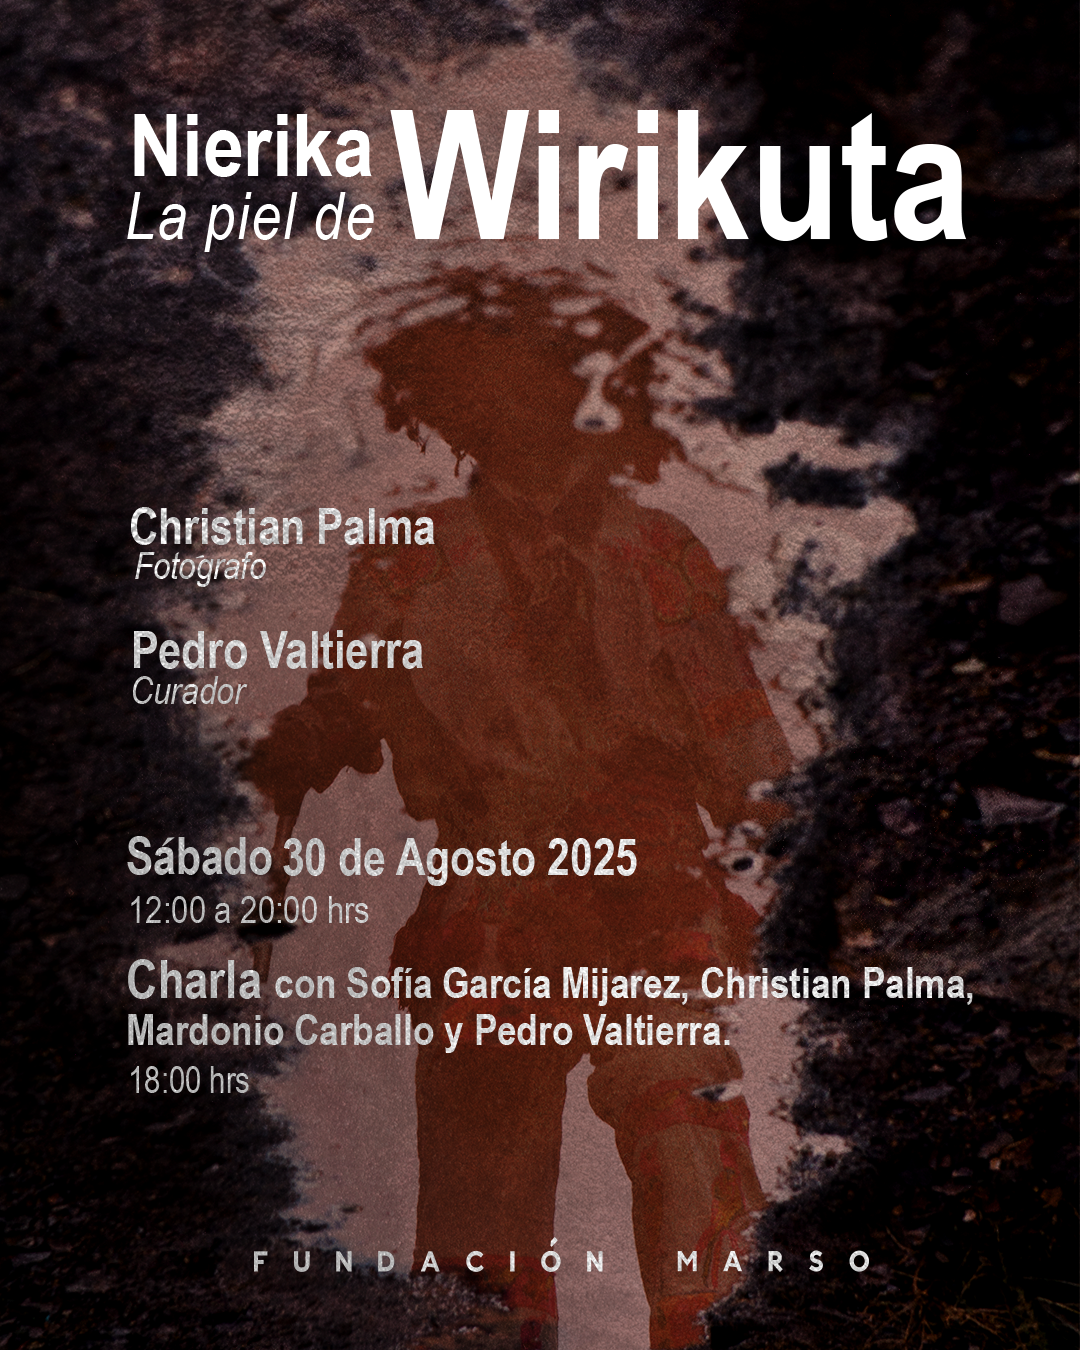 Nierika
La piel de
Wirikuta
Christian Palma
Fotógrafo
Pedro Valtierra
Curador
Sábado 30 de Agosto 2025
12:00 a 20:00 hrs
Charla con Sofía García Mijarez, Christian Palma,
Mardonio Carballo y Pedro Valtierra.
18:00 hrs
FUNDACIÓN MARSO